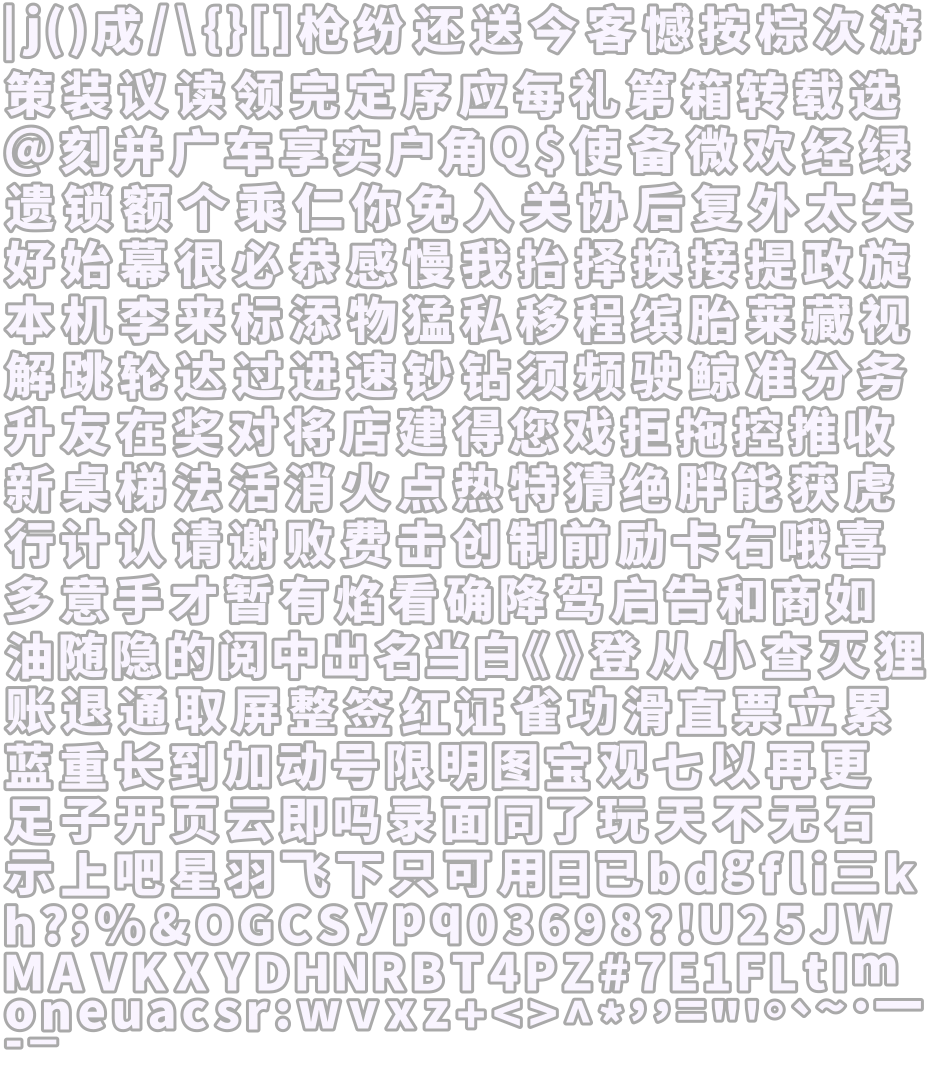 |j()成/\{}[]枪纷还送今客憾按棕次游
策装议读领完定序应每礼第箱转载选
@刻并广车享实户角Q$使备微欢经绿
遗锁额个乘仁你免入关协后复外太失
好始幕很必恭感慢我抬择换接提政旋
本机李来标添物猛私移程缤胎莱藏视
解跳轮达过进速钞钻须频驶鲸准分务
升友在奖对将店建得您戏拒拖控推收
新桌梯法活消火点热特猜绝胖能获虎
行计认请谢败费击创制前励卡右哦喜
多意手才暂有焰看确降驾启告和商如
油随隐的阅中出名当白《》登从小查灭狸
账退通取屏整签红证雀功滑直票立累
蓝重长到加动号限明图宝观七以再更
足子开页云即吗录面同了玩天不无石
示上吧星羽飞下只可用日已bdgfli三k
h?;%&OGCSypq03698?!U25JW
MAVKXYDHNRBT4PZ#7E1FLtIm
oneuacsr:wvxz+<>^*’,="'°、~·一
-—